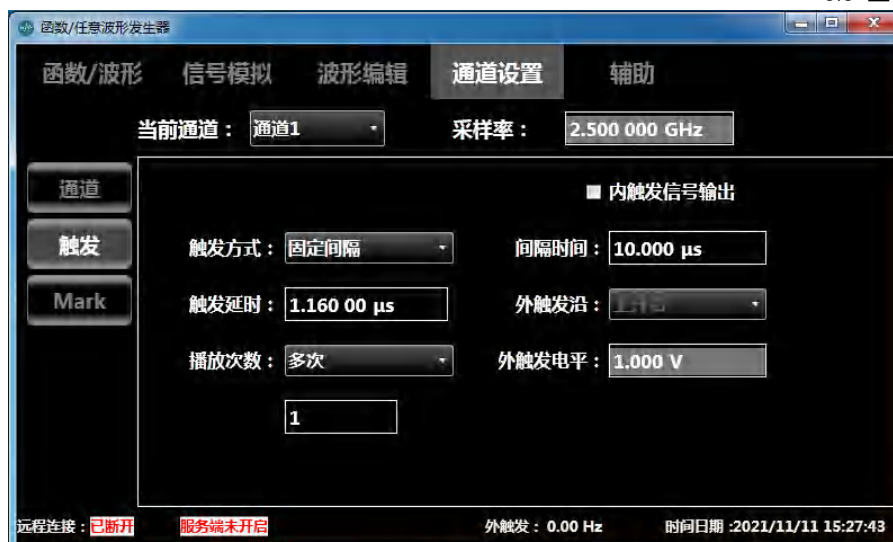 函数/任意波形发生器
函数/波形 信号模拟 波形编辑 通道设置 辅助
当前通道： 通道1 采样率： 2.500 000 GHz
通道
内触发信号输出
触发
触发方式： 固定间隔 间隔时间： 10.000 μs
Mark
触发延时： 1.160 00 μs 外触发沿：
播放次数： 多次 外触发电平： 1.000 V
1
远程连接：已断开 服务端未开启 外触发： 0.00 Hz 时间日期 :2021/11/11 15:27:43